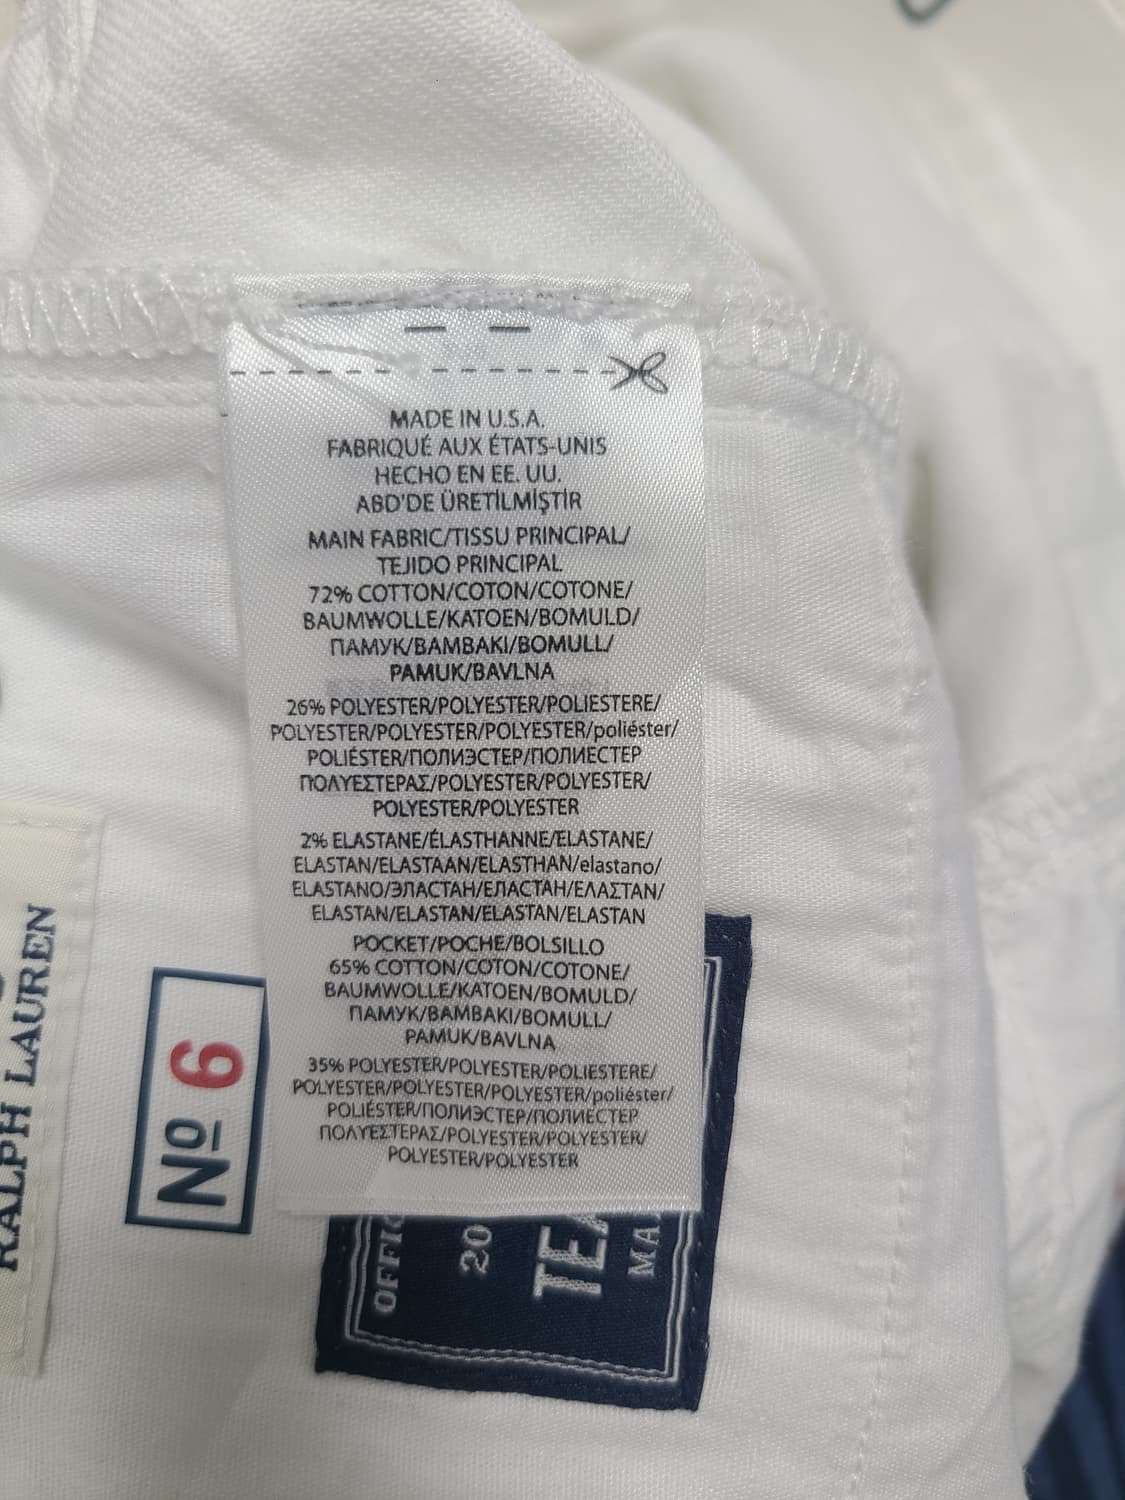 MADE IN U.S.A.
FABRIQUÉ AUX ÉTATS-UNIS
HECHO EN EE. UU.
ABD'DE ÜRETİLMİŞTİR
MAIN FABRIC/TISSU PRINCIPAL/
TEJIDO PRINCIPAL
72% COTTON/COTON/COTONE/
BAUMWOLLE/KATOEN/BOMULD/
ПАМУК/BAMBAKI/BOMULL/
PAMUK/BAVLNA
26% POLYESTER/POLYESTER/POLIESTERE/
POLYESTER/POLYESTER/POLYESTER/poliéster/
POLIÉSTER/ПОЛИЭСТЕР/ПОЛИЕСТЕР
ΠΟΛΥΕΣΤΕΡΑΣ/POLYESTER/POLYESTER/
POLYESTER/POLYESTER
2% ELASTANE/ÉLASTHANNE/ELASTANE/
ELASTAN/ELASTAAN/ELASTHAN/elastano/
ELASTANO/ЭЛАСТАН/ЕЛАСТАН/ΕΛΑΣΤΑΝ/
ELASTAN/ELASTAN/ELASTAN/ELASTAN
POCKET/POCHE/BOLSILLO
65% COTTON/COTON/COTONE/
BAUMWOLLE/KATOEN/BOMULD/
ПАМУК/BAMBAKI/BOMULL/
PAMUK/BAVLNA
35% POLYESTER/POLYESTER/POLIESTERE/
POLYESTER/POLYESTER/POLYESTER/poliéster/
POLIÉSTER/ПОЛИЭСТЕР/ПОЛИЕСТЕР
ΠΟΛΥΕΣΤΕΡΑΣ/POLYESTER/POLYESTER/
POLYESTER/POLYESTER
RALPH LAUREN
Nº 6
20